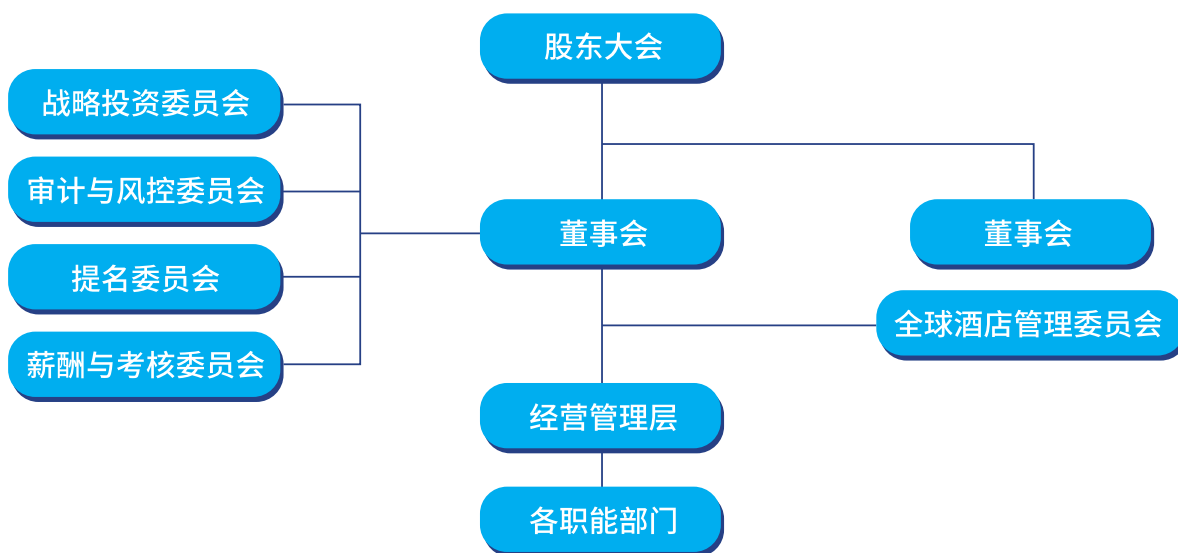 股东大会
战略投资委员会
审计与风控委员会
董事会
董事会
提名委员会
全球酒店管理委员会
薪酬与考核委员会
经营管理层
各职能部门